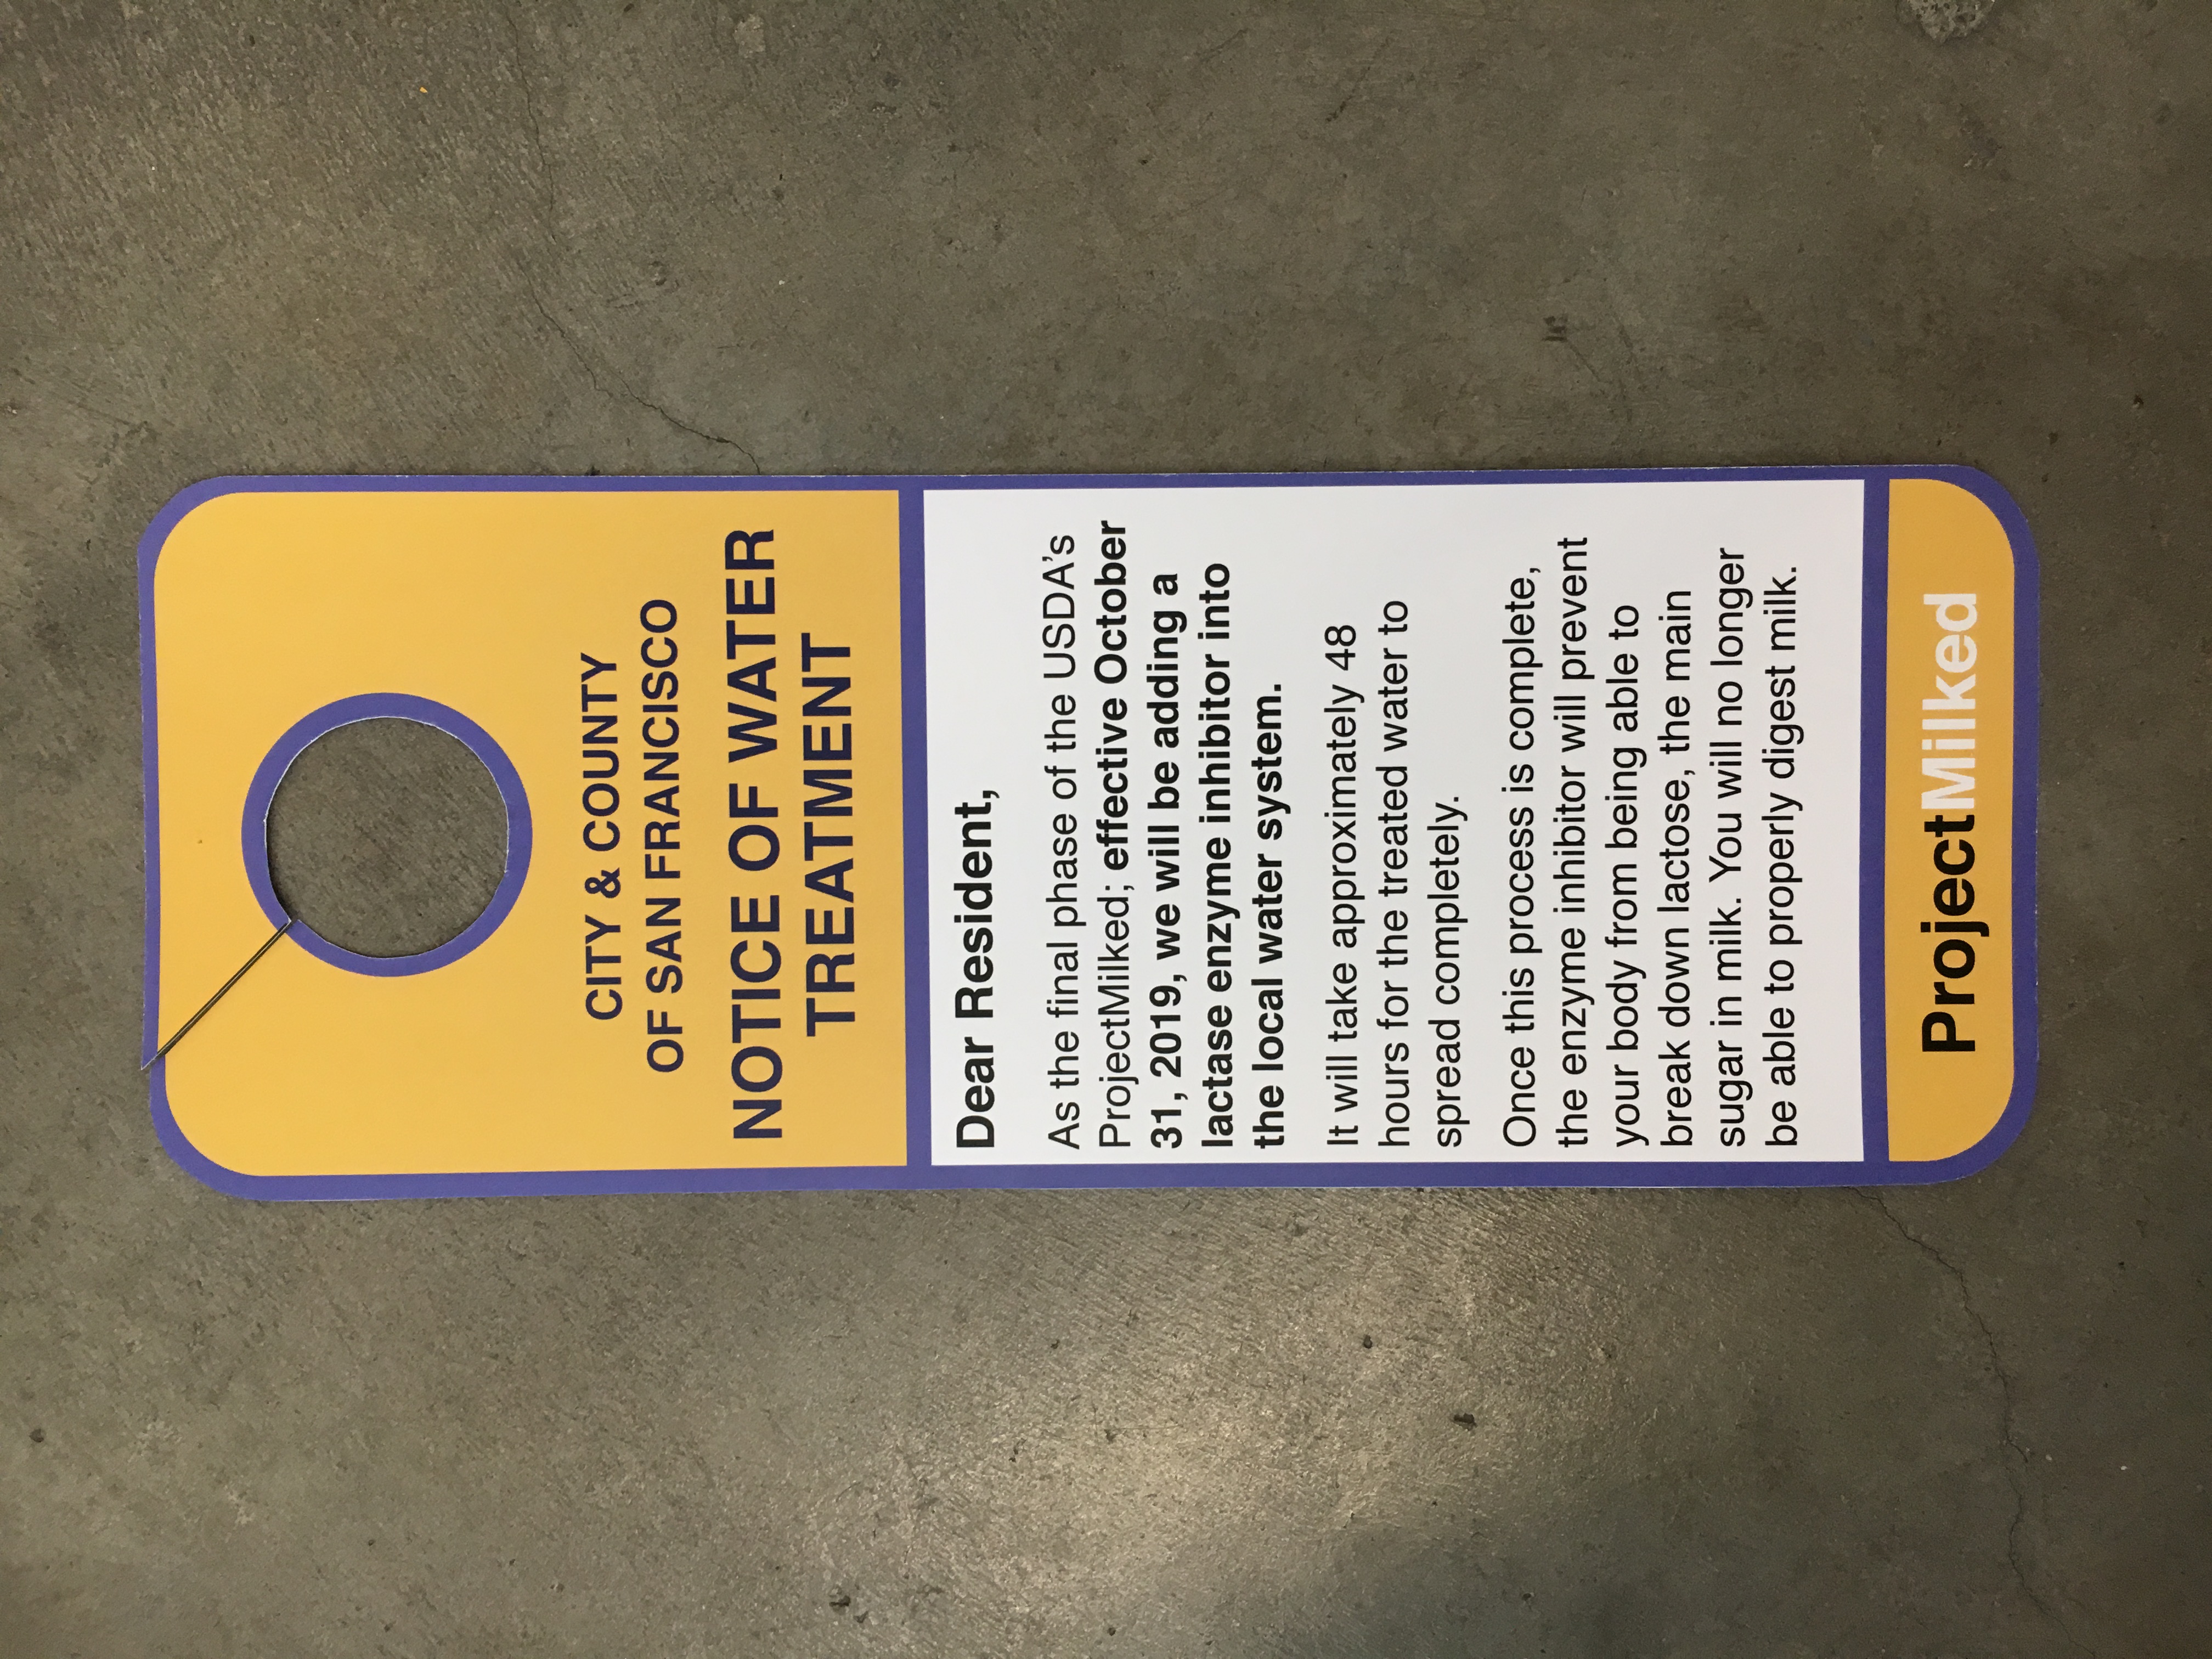 CITY & COUNTY
OF SAN FRANCISCO
NOTICE OF WATER
TREATMENT
Dear Resident,
As the final phase of the USDA's
ProjectMilked; effective October
31, 2019, we will be adding a
lactase enzyme inhibitor into
the local water system.
It will take approximately 48
hours for the treated water to
spread completely.
Once this process is complete,
the enzyme inhibitor will prevent
your body from being able to
break down lactose, the main
sugar in milk. You will no longer
be able to properly digest milk.
ProjectMilked